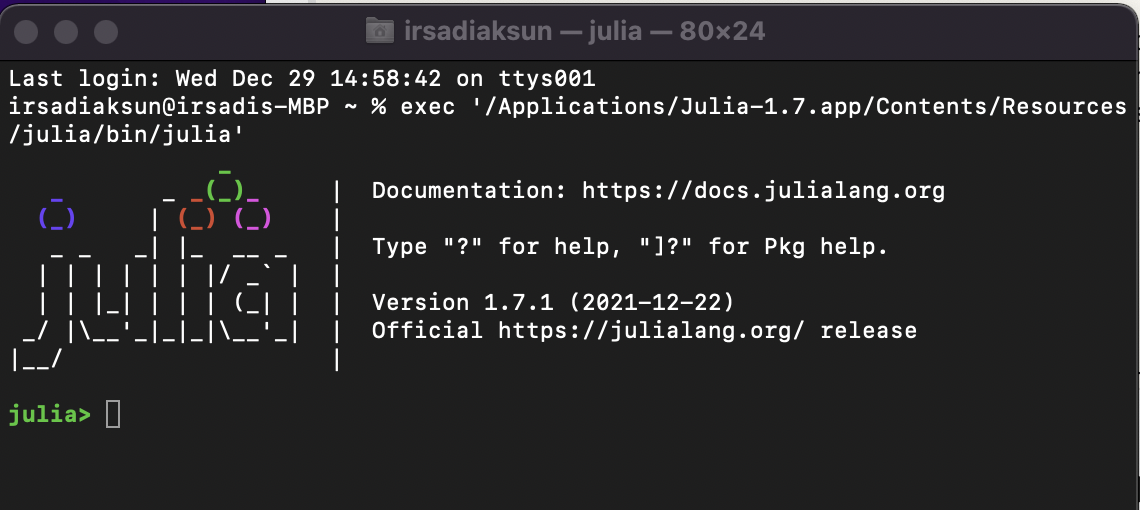 irsadiaksun — julia — 80×24
Last login: Wed Dec 29 14:58:42 on ttys001
irsadiaksun@irsadis-MBP ~ % exec '/Applications/Julia-1.7.app/Contents/Resources
/julia/bin/julia'
               _
   _       _ _(_)_     |  Documentation: https://docs.julialang.org
  (_)     | (_) (_)    |
   _ _   _| |_  __ _   |  Type "?" for help, "]?" for Pkg help.
  | | | | | | |/ _` |  |
  | | |_| | | | (_| |  |  Version 1.7.1 (2021-12-22)
 _/ |\__'_|_|_|\__'_|  |  Official https://julialang.org/ release
|__/                   |
julia>